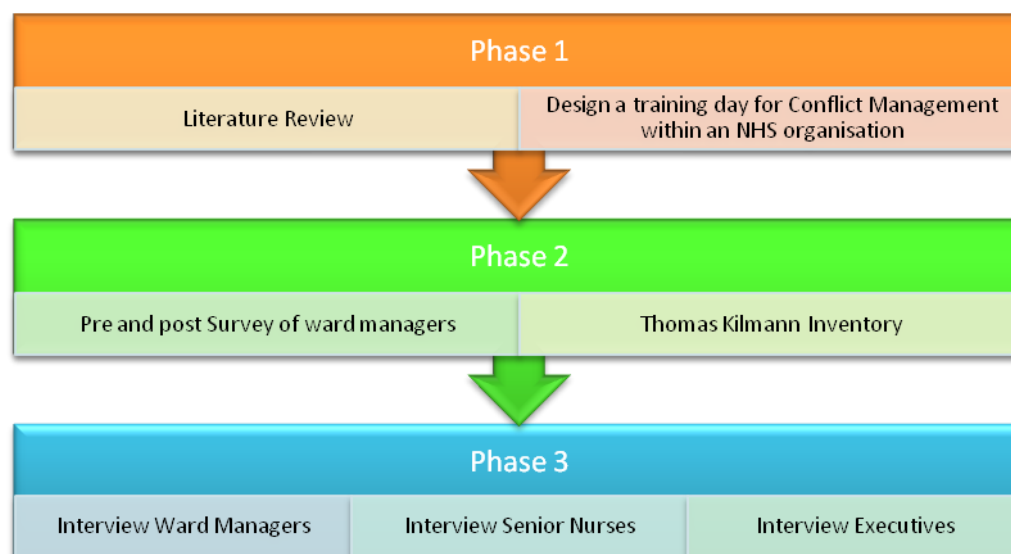 Phase 1
Literature Review
Design a training day for Conflict Management
within an NHS organisation
Phase 2
Pre and post Survey of ward managers
Thomas Kilmann Inventory
Phase 3
Interview Ward Managers
Interview Senior Nurses
Interview Executives